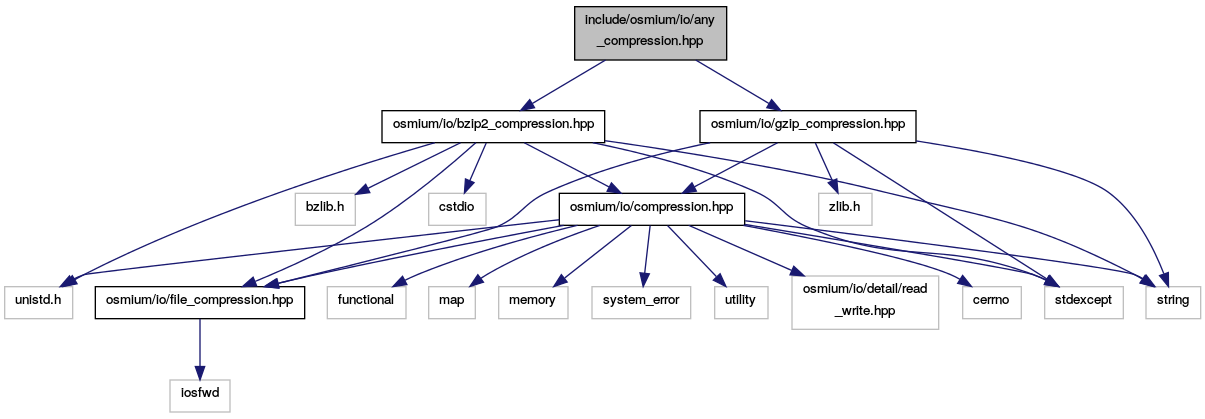 include/osmium/io/any
_compression.hpp
osmium/io/bzip2_compression.hpp
osmium/io/gzip_compression.hpp
bzlib.h
cstdio
osmium/io/compression.hpp
zlib.h
unistd.h
osmium/io/file_compression.hpp
functional
map
memory
system_error
utility
osmium/io/detail/read
_write.hpp
cerrno
stdexcept
string
iosfwd